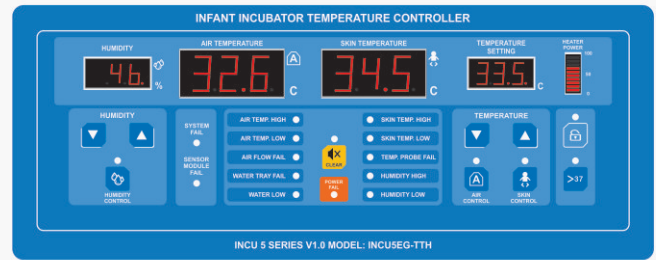 INFANT INCUBATOR TEMPERATURE CONTROLLER
HUMIDITY
AIR TEMPERATURE
SKIN TEMPERATURE
TEMPERATURE
SETTING
HEATER
POWER
4.6.
%
32.6
A
C
34.5
C
33.5
C
100
50
0
HUMIDITY
HUMIDITY
CONTROL
SYSTEM
FAIL
SENSOR
MODULE
FAIL
AIR TEMP. HIGH
AIR TEMP. LOW
AIR FLOW FAIL
WATER TRAY FAIL
WATER LOW
CLEAR
POWER
FAIL
SKIN TEMP. HIGH
SKIN TEMP. LOW
TEMP. PROBE FAIL
HUMIDITY HIGH
HUMIDITY LOW
TEMPERATURE
A
AIR
CONTROL
SKIN
CONTROL
>37
INCU 5 SERIES V1.0 MODEL: INCU5EG-TTH